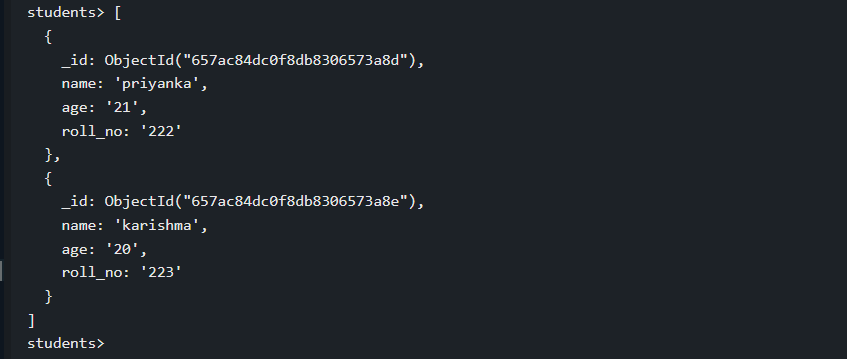 students> [
  {
    _id: ObjectId("657ac84dc0f8db8306573a8d"),
    name: 'priyanka',
    age: '21',
    roll_no: '222'
  },
  {
    _id: ObjectId("657ac84dc0f8db8306573a8e"),
    name: 'karishma',
    age: '20',
    roll_no: '223'
  }
]
students>